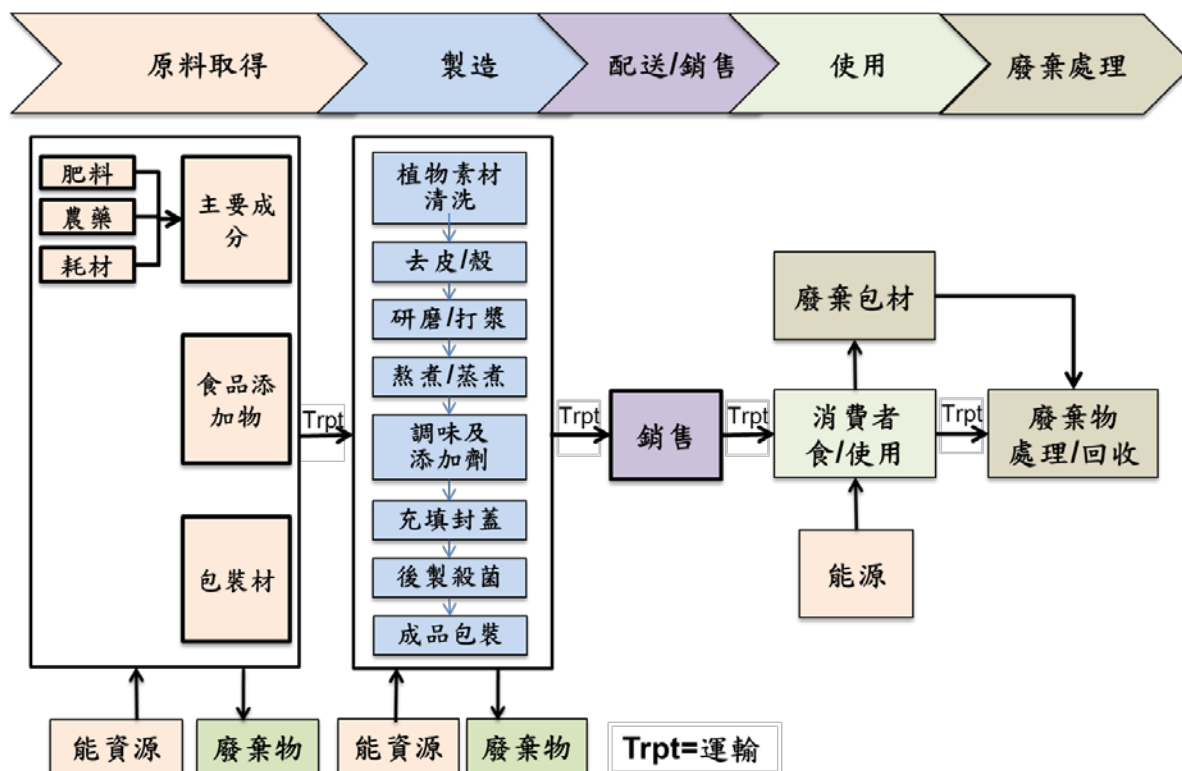 原料取得
製造
配送/銷售
使用
廢棄處理
肥料
農藥
耗材
主要成
分
食品添
加物
包裝材
Trpt
植物素材
清洗
去皮/殼
研磨/打漿
熬煮/蒸煮
調味及
添加劑
充填封蓋
後製殺菌
成品包裝
Trpt
銷售
Trpt
廢棄包材
消費者
食/使用
能源
Trpt
廢棄物
處理/回收
能資源
廢棄物
能資源
廢棄物
Trpt=運輸